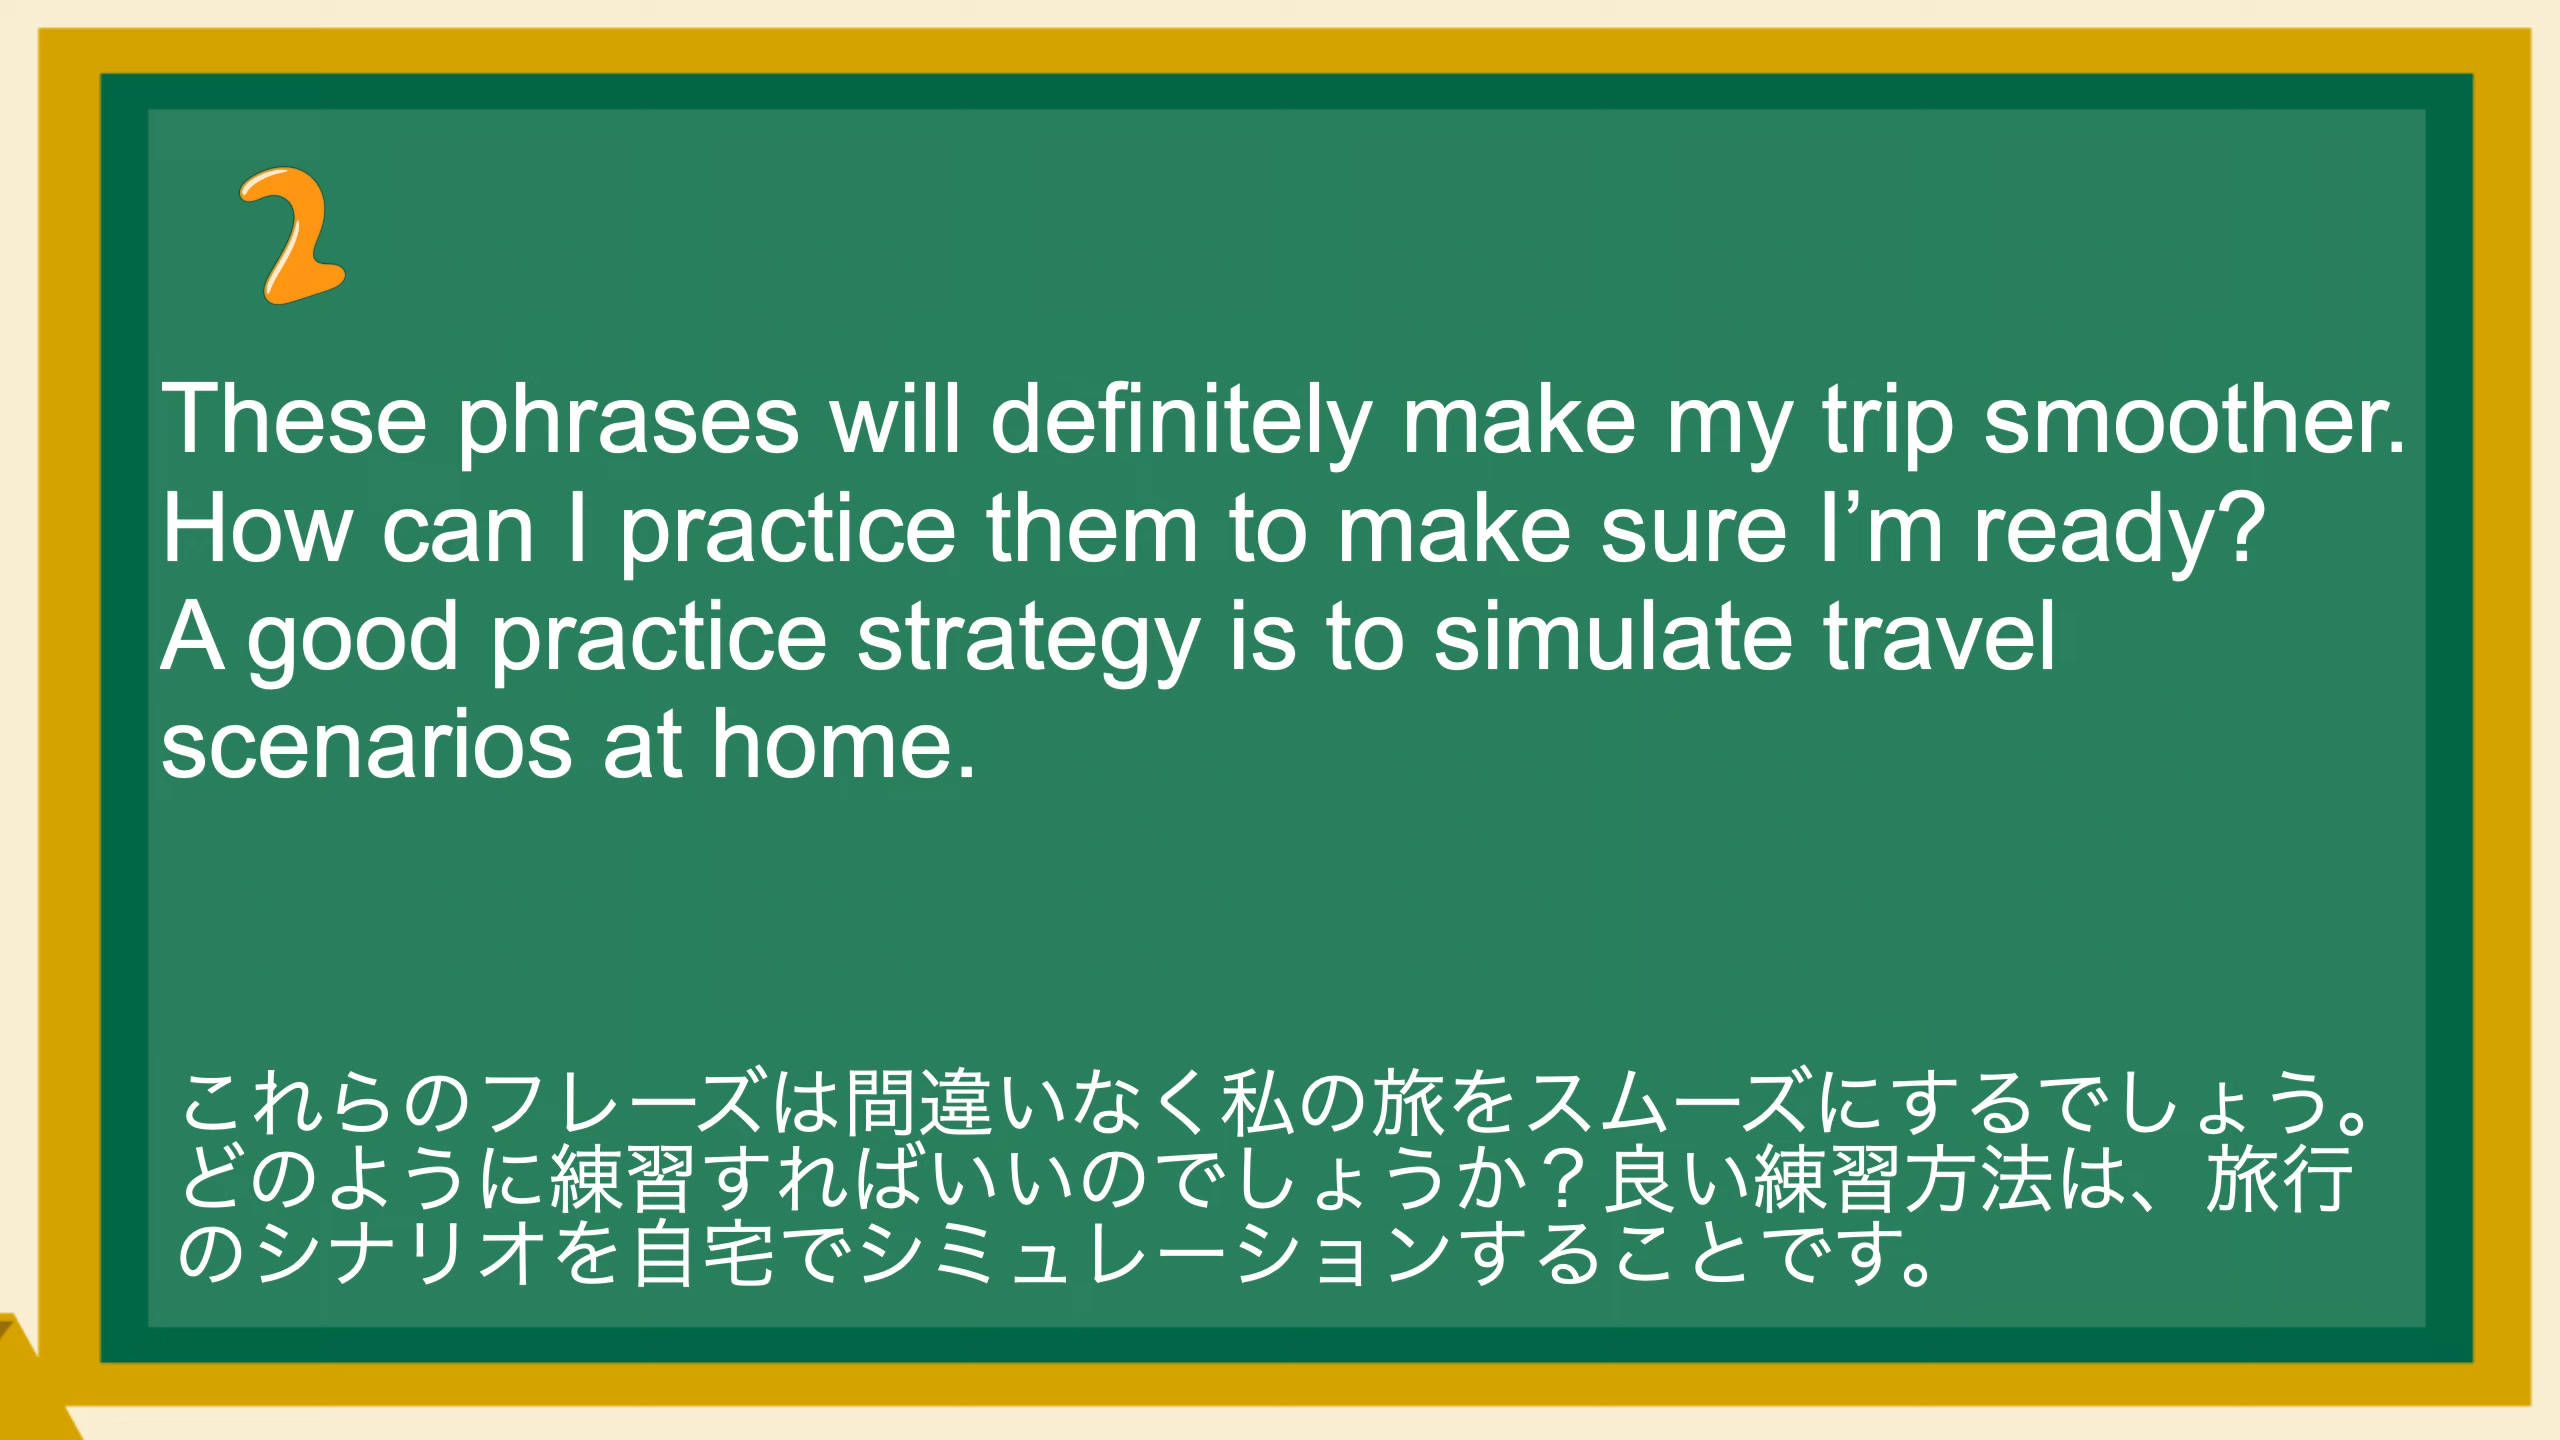 2
These phrases will definitely make my trip smoother.
How can I practice them to make sure I’m ready?
A good practice strategy is to simulate travel
scenarios at home.
これらのフレーズは間違いなく私の旅をスムーズにするでしょう。
どのように練習すればいいのでしょうか？良い練習方法は、旅行
のシナリオを自宅でシミュレーションすることです。